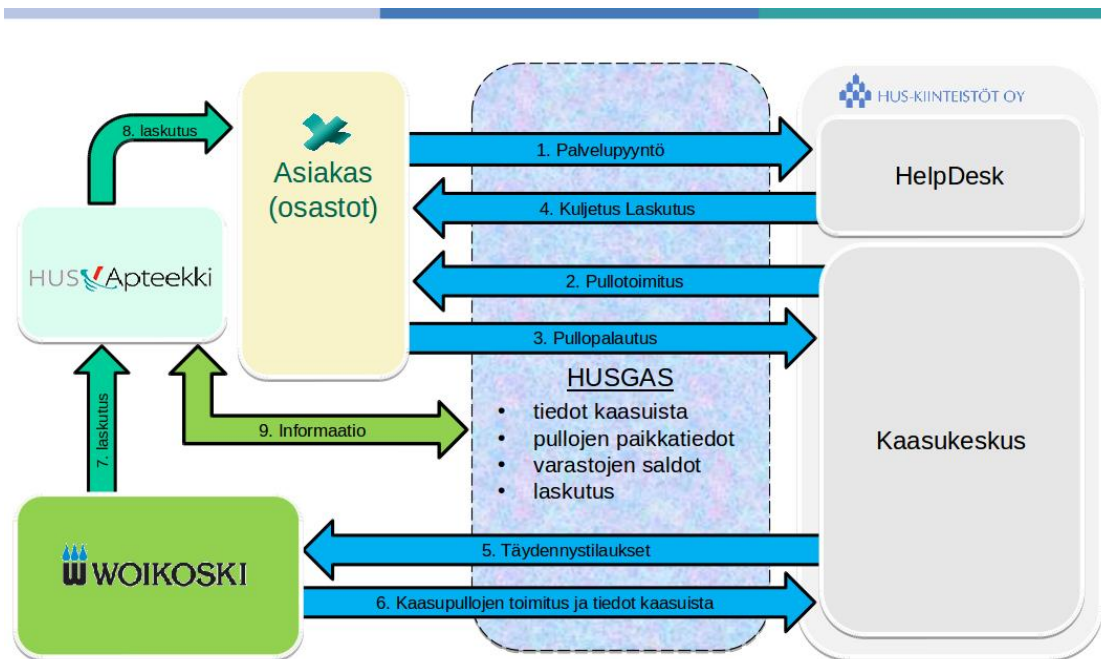 HUS-KIINTEISTÖT OY
8. laskutus
Asiakas
(osastot)
1. Palvelupyyntö
HelpDesk
4. Kuljetus Laskutus
HUS Apteekki
2. Pullotoimitus
3. Pullopalautus
HUSGAS
• tiedot kaasuista
• pullojen paikkatiedot
• varastojen saldot
• laskutus
Kaasukeskus
7. laskutus
9. Informaatio
WOIKOSKI
5. Täydennystilaukset
6. Kaasupullojen toimitus ja tiedot kaasuista